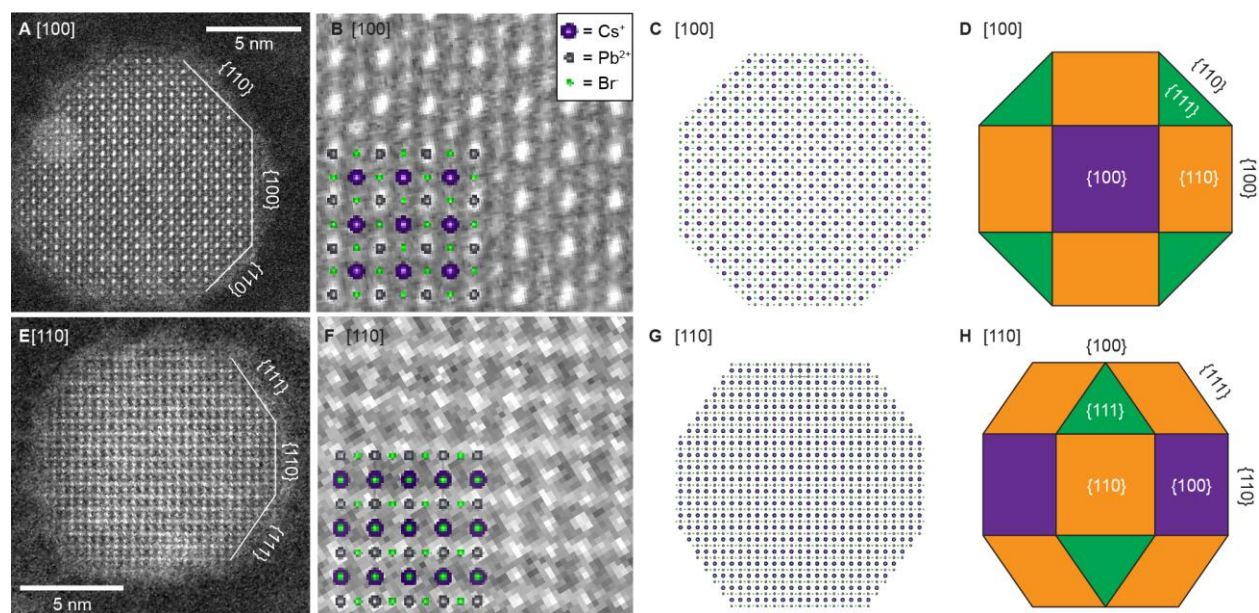 A [100]
5 nm
{110}
{100}
{110}
B [100]
= Cs⁺
= Pb²⁺
= Br⁻
C [100]
D [100]
{110}
{111}
{100}
{110}
{100}
E [110]
{111}
{110}
{111}
5 nm
F [110]
G [110]
H [110]
{100}
{111}
{111}
{110}
{100}
{110}